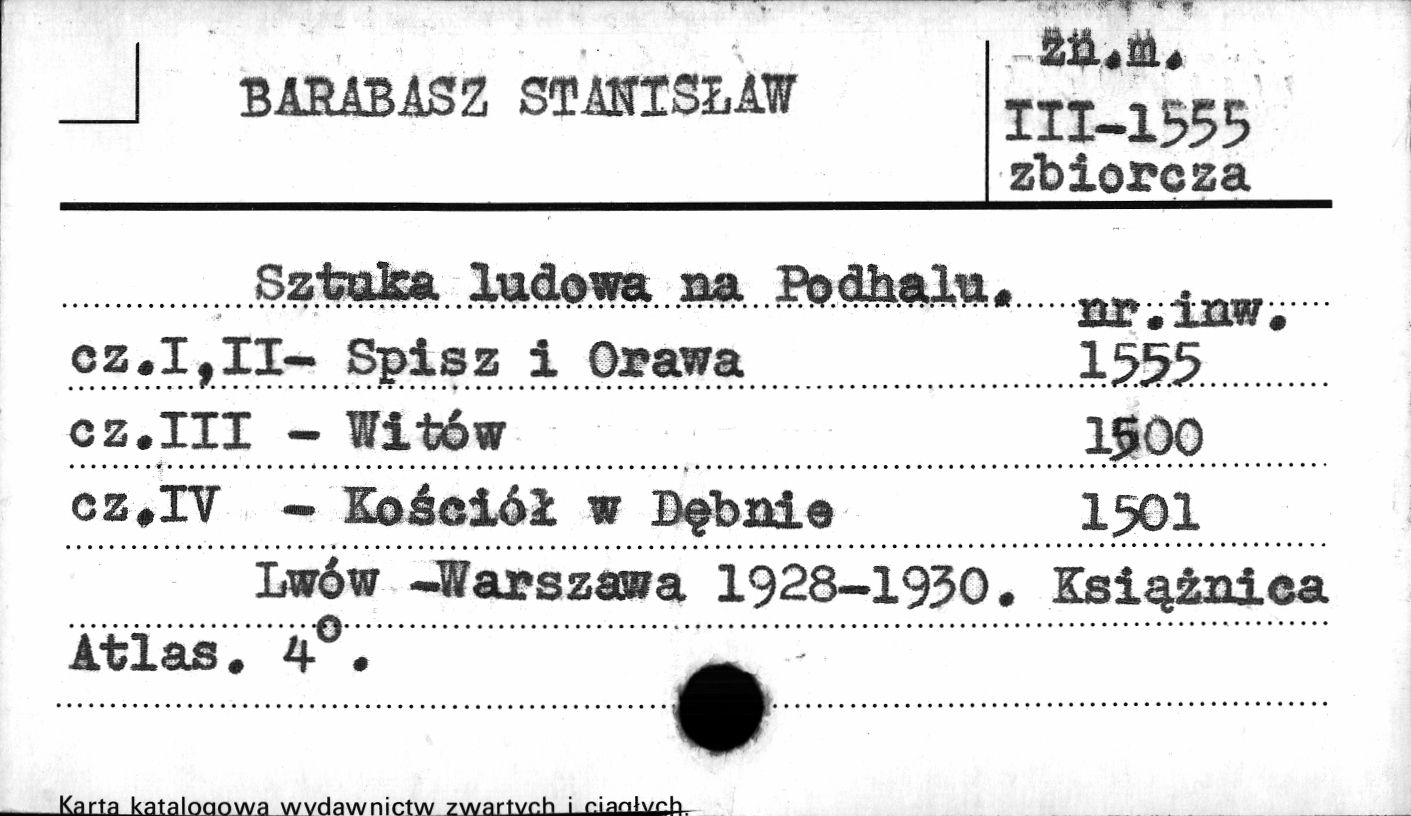 zn.m.
BARABASZ STANISŁAW
III-1555
zbiorcza
Sztuka ludowa na Podhalu.
nr.inw.
cz.I,II- Spisz i Orawa 1555
cz.III - Witów 1500
cz.IV - Kościół w Dębnie 1501
Lwów -Warszawa 1928-1930. Książnica
Atlas. 4°.
Karta katalogowa wydawnictw zwartych i ciągłych.